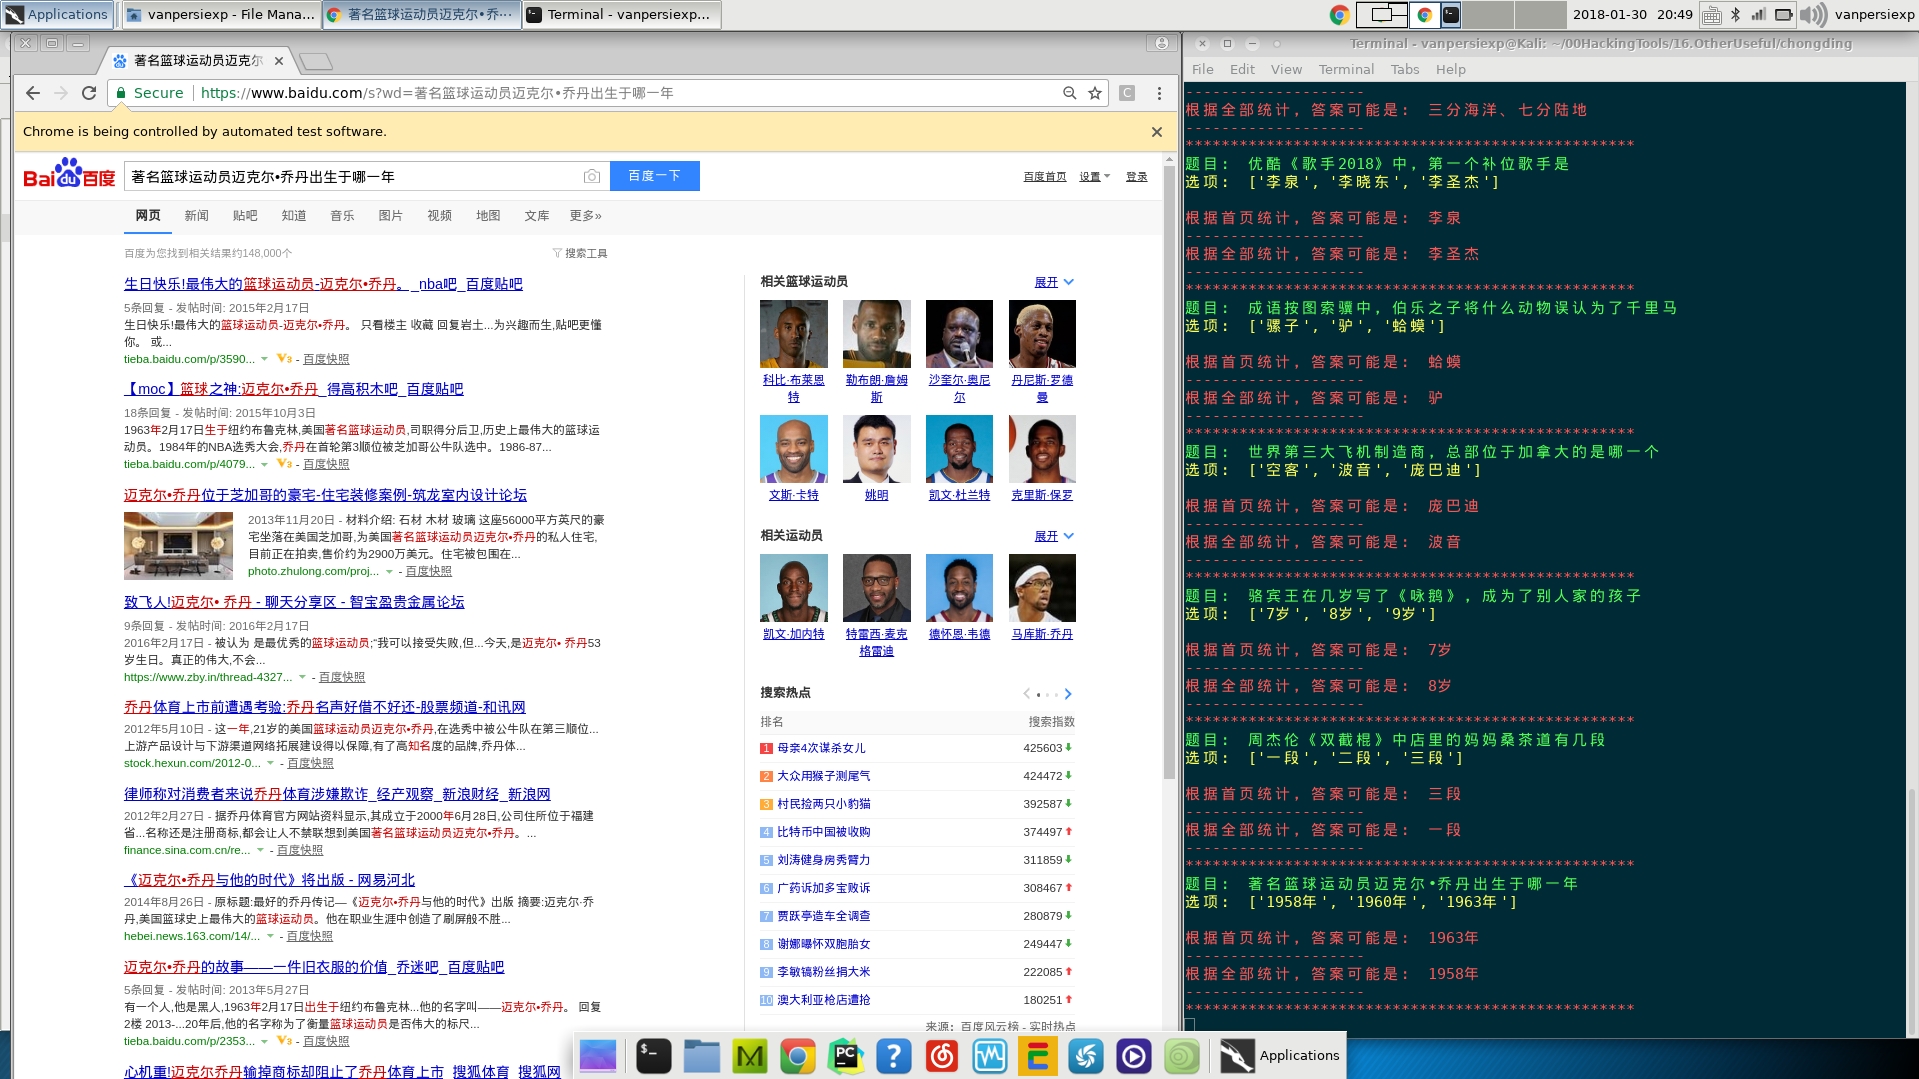 Applications
vanpersiexp - File Mana...
著名篮球运动员迈克尔•乔...
Terminal - vanpersiexp...
2018-01-30 20:49
vanpersiexp
著名篮球运动员迈克尔
Secure
https://www.baidu.com/s?wd=著名篮球运动员迈克尔•乔丹出生于哪一年
Chrome is being controlled by automated test software.
Bai百度
著名篮球运动员迈克尔•乔丹出生于哪一年
百度一下
百度首页 设置 登录
网页 新闻 贴吧 知道 音乐 图片 视频 地图 文库 更多»
百度为您找到相关结果约148,000个
搜索工具
生日快乐!最伟大的篮球运动员-迈克尔•乔丹。_nba吧_百度贴吧
5条回复 - 发帖时间: 2015年2月17日
生日快乐!最伟大的篮球运动员-迈克尔•乔丹。 只看楼主 收藏 回复岩土...为兴趣而生,贴吧更懂
你。 或...
tieba.baidu.com/p/3590... V3 - 百度快照
【moc】篮球之神:迈克尔•乔丹_得高积木吧_百度贴吧
18条回复 - 发帖时间: 2015年10月3日
1963年2月17日生于纽约布鲁克林,美国著名篮球运动员,司职得分后卫,历史上最伟大的篮球运
动员。1984年的NBA选秀大会,乔丹在首轮第3顺位被芝加哥公牛队选中。1986-87...
tieba.baidu.com/p/4079... V3 - 百度快照
迈克尔•乔丹位于芝加哥的豪宅-住宅装修案例-筑龙室内设计论坛
2013年11月20日 - 材料介绍: 石材 木材 玻璃 这座56000平方英尺的豪
宅坐落在美国芝加哥,为美国著名篮球运动员迈克尔•乔丹的私人住宅,
目前正在拍卖,售价约为2900万美元。住宅被包围在...
photo.zhulong.com/proj... - 百度快照
致飞人!迈克尔• 乔丹 - 聊天分享区 - 智宝盈贵金属论坛
9条回复 - 发帖时间: 2016年2月17日
2016年2月17日 - 被认为 是最优秀的篮球运动员;“我可以接受失败,但...今天,是迈克尔• 乔丹53
岁生日。真正的伟大,不会...
https://www.zby.in/thread-4327... - 百度快照
乔丹体育上市前遭遇考验:乔丹名声好借不好还-股票频道-和讯网
2012年5月10日 - 这一年,21岁的美国篮球运动员迈克尔•乔丹,在选秀中被公牛队在第三顺位...
上游产品设计与下游渠道网络拓展建设得以保障,有了高知名度的品牌,乔丹体...
stock.hexun.com/2012-0... - 百度快照
律师称对消费者来说乔丹体育涉嫌欺诈_经产观察_新浪财经_新浪网
2012年2月27日 - 据乔丹体育官方网站资料显示,其成立于2000年6月28日,公司住所位于福建
省...名称还是注册商标,都会让人不禁联想到美国著名篮球运动员迈克尔•乔丹。...
finance.sina.com.cn/re... - 百度快照
《迈克尔•乔丹与他的时代》将出版 - 网易河北
2014年8月26日 - 原标题:最好的乔丹传记—《迈克尔•乔丹与他的时代》出版 摘要:迈克尔·乔
丹,美国篮球史上最伟大的篮球运动员。他在职业生涯中创造了刷屏般不胜...
hebei.news.163.com/14/... - 百度快照
迈克尔•乔丹的故事——一件旧衣服的价值_乔迷吧_百度贴吧
5条回复 - 发帖时间: 2013年5月27日
有一个人,他是黑人,1963年2月17日出生于纽约布鲁克林...他的名字叫——迈克尔•乔丹。 回复
2楼 2013-...20年后,他的名字称为了衡量篮球运动员是否伟大的标尺...
tieba.baidu.com/p/2353... V3 - 百度快照
心机重!迈克尔乔丹输掉商标却阻止了乔丹体育上市_搜狐体育_搜狐网
相关篮球运动员
展开
科比·布莱恩特 勒布朗·詹姆斯 沙奎尔·奥尼尔 丹尼斯·罗德曼
文斯·卡特 姚明 凯文·杜兰特 克里斯·保罗
相关运动员
展开
凯文·加内特 特雷西·麦克格雷迪 德怀恩·韦德 马库斯·乔丹
搜索热点
排名 搜索指数
1 母亲4次谋杀女儿 425603
2 大众用猴子测尾气 424472
3 村民捡两只小豹猫 392587
4 比特币中国被收购 374497
5 刘涛健身房秀臂力 311859
6 广药诉加多宝败诉 308467
7 贾跃亭造车全调查 280879
8 谢娜曝怀双胞胎女 249447
9 李敏镐粉丝捐大米 222085
10 澳大利亚枪店遭抢 180251
来源：百度风云榜 - 实时热点
Terminal - vanpersiexp@Kali: ~/00HackingTools/16.OtherUseful/chongding
File Edit View Terminal Tabs Help
--------------------
根据全部统计，答案可能是： 三分海洋、七分陆地
--------------------
**************************************************
题目： 优酷《歌手2018》中，第一个补位歌手是
选项： ['李泉', '李晓东', '李圣杰']
根据首页统计，答案可能是： 李泉
--------------------
根据全部统计，答案可能是： 李圣杰
--------------------
**************************************************
题目： 成语按图索骥中，伯乐之子将什么动物误认为了千里马
选项： ['骡子', '驴', '蛤蟆']
根据首页统计，答案可能是： 蛤蟆
--------------------
根据全部统计，答案可能是： 驴
--------------------
**************************************************
题目： 世界第三大飞机制造商，总部位于加拿大的是哪一个
选项： ['空客', '波音', '庞巴迪']
根据首页统计，答案可能是： 庞巴迪
--------------------
根据全部统计，答案可能是： 波音
--------------------
**************************************************
题目： 骆宾王在几岁写了《咏鹅》，成为了别人家的孩子
选项： ['7岁', '8岁', '9岁']
根据首页统计，答案可能是： 7岁
--------------------
根据全部统计，答案可能是： 8岁
--------------------
**************************************************
题目： 周杰伦《双截棍》中店里的妈妈桑茶道有几段
选项： ['一段', '二段', '三段']
根据首页统计，答案可能是： 三段
--------------------
根据全部统计，答案可能是： 一段
--------------------
**************************************************
题目： 著名篮球运动员迈克尔•乔丹出生于哪一年
选项： ['1958年', '1960年', '1963年']
根据首页统计，答案可能是： 1963年
--------------------
根据全部统计，答案可能是： 1958年
--------------------
**************************************************
Applications